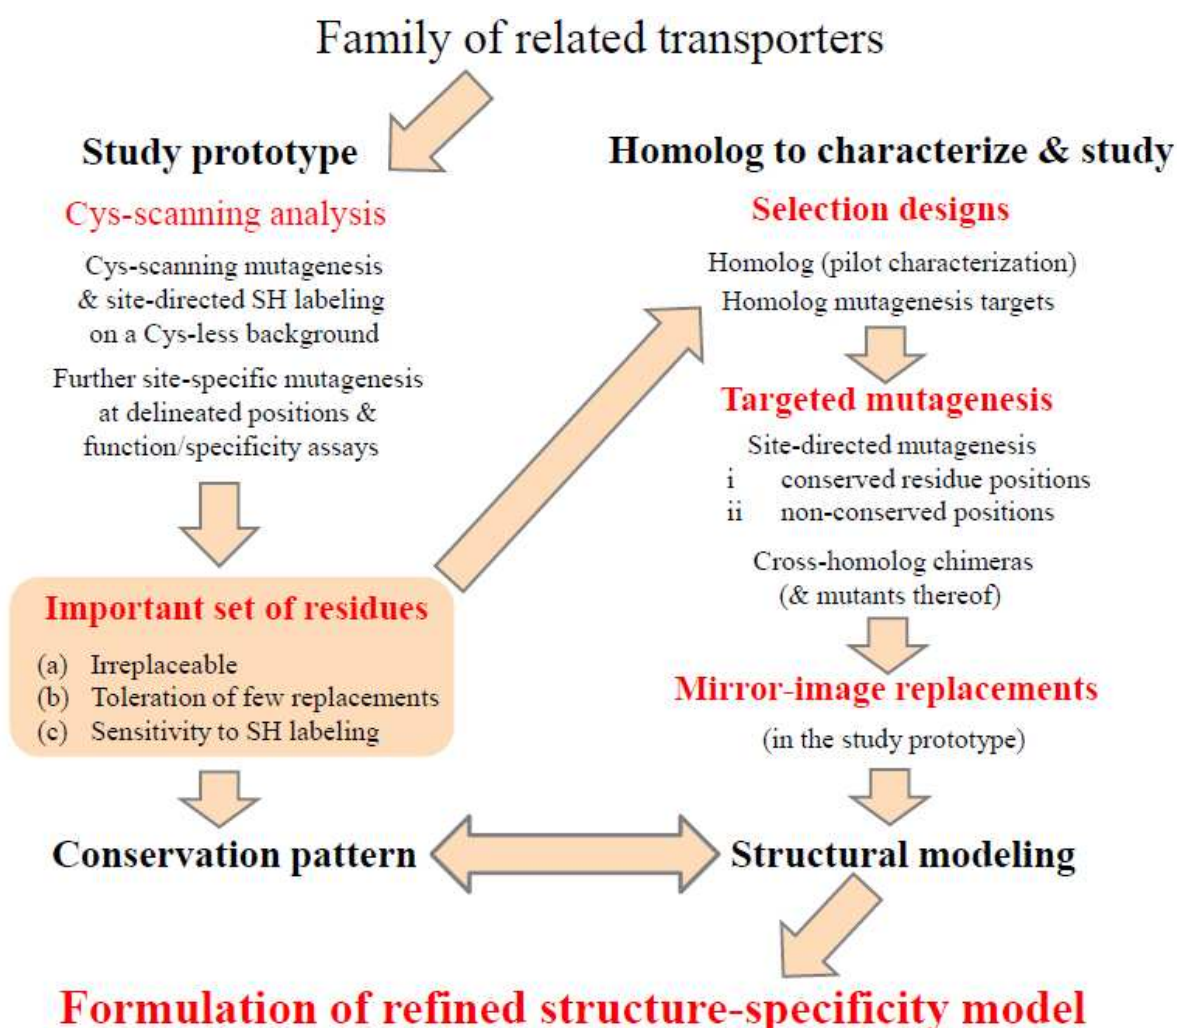 Family of related transporters
Study prototype
Cys-scanning analysis
Cys-scanning mutagenesis
& site-directed SH labeling
on a Cys-less background
Further site-specific mutagenesis
at delineated positions &
function/specificity assays
Important set of residues
(a) Irreplaceable
(b) Toleration of few replacements
(c) Sensitivity to SH labeling
Conservation pattern
Homolog to characterize & study
Selection designs
Homolog (pilot characterization)
Homolog mutagenesis targets
Targeted mutagenesis
Site-directed mutagenesis
i conserved residue positions
ii non-conserved positions
Cross-homolog chimeras
(& mutants thereof)
Mirror-image replacements
(in the study prototype)
Structural modeling
Formulation of refined structure-specificity model